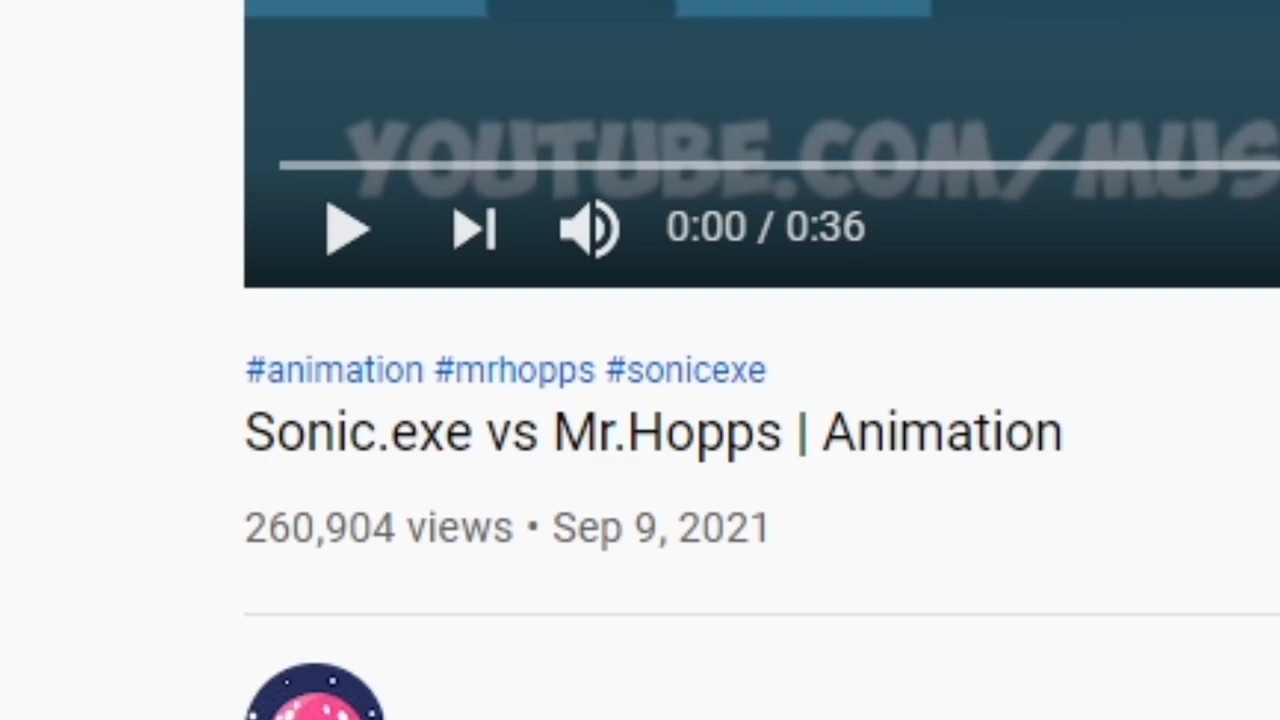 YOUTUBE.COM/MUS
0:00 / 0:36
#animation #mrhopps #sonicexe
Sonic.exe vs Mr.Hopps | Animation
260,904 views • Sep 9, 2021